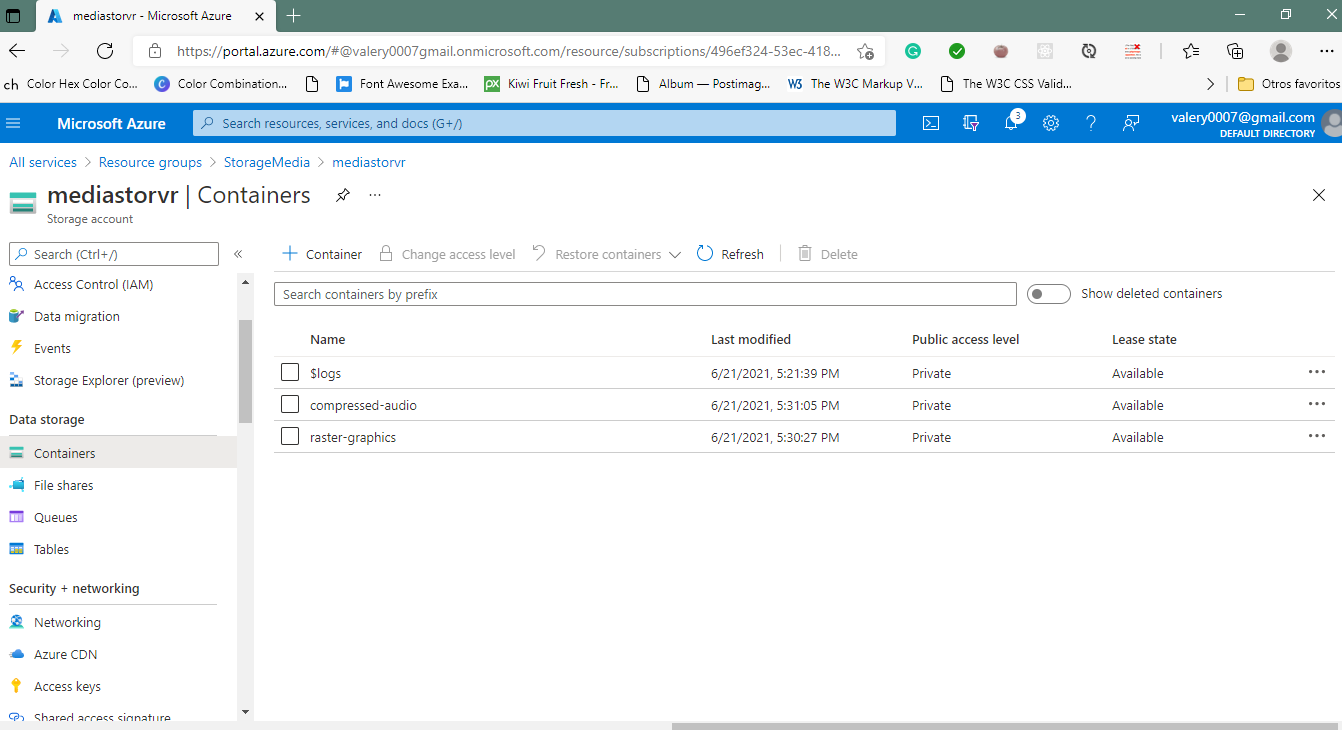 mediastorvr - Microsoft Azure
https://portal.azure.com/#@valery0007gmail.onmicrosoft.com/resource/subscriptions/496ef324-53ec-418...
ch Color Hex Color Co... Color Combination... Font Awesome Exa... Kiwi Fruit Fresh - Fr... Album — Postimag... The W3C Markup V... The W3C CSS Valid... Otros favoritos
Microsoft Azure Search resources, services, and docs (G+/) 3 valery0007@gmail.com
DEFAULT DIRECTORY
All services > Resource groups > StorageMedia > mediastorvr
mediastorvr | Containers ...
Storage account
Search (Ctrl+/) «
Container Change access level Restore containers Refresh Delete
Access Control (IAM)
Data migration
Events
Storage Explorer (preview)
Data storage
Containers
File shares
Queues
Tables
Security + networking
Networking
Azure CDN
Access keys
Shared access signature
Search containers by prefix Show deleted containers
Name Last modified Public access level Lease state
$logs 6/21/2021, 5:21:39 PM Private Available ...
compressed-audio 6/21/2021, 5:31:05 PM Private Available ...
raster-graphics 6/21/2021, 5:30:27 PM Private Available ...